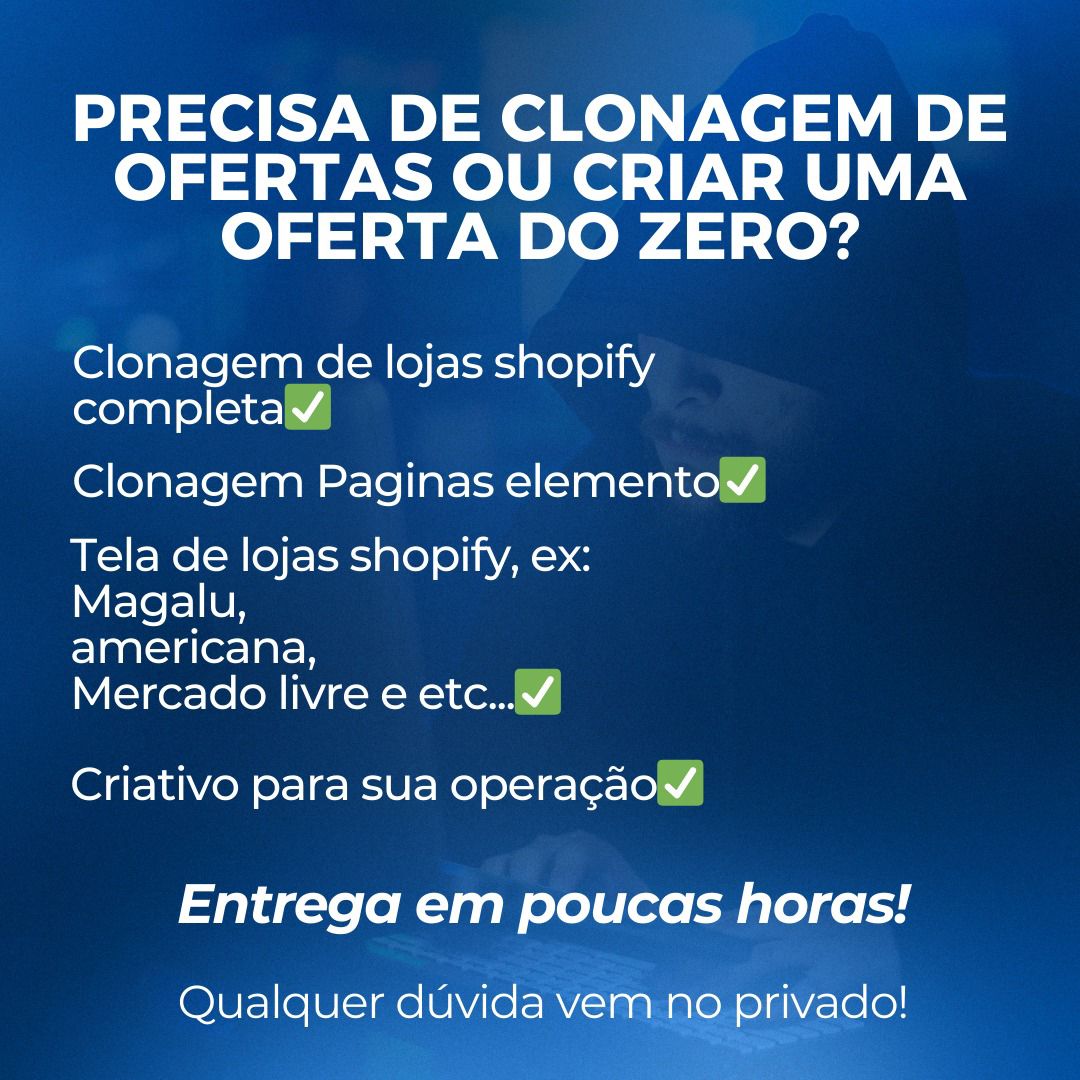 PRECISA DE CLONAGEM DE
OFERTAS OU CRIAR UMA
OFERTA DO ZERO?
Clonagem de lojas shopify
completa✅
Clonagem Paginas elemento✅
Tela de lojas shopify, ex:
Magalu,
americana,
Mercado livre e etc...✅
Criativo para sua operação✅
Entrega em poucas horas!
Qualquer dúvida vem no privado!